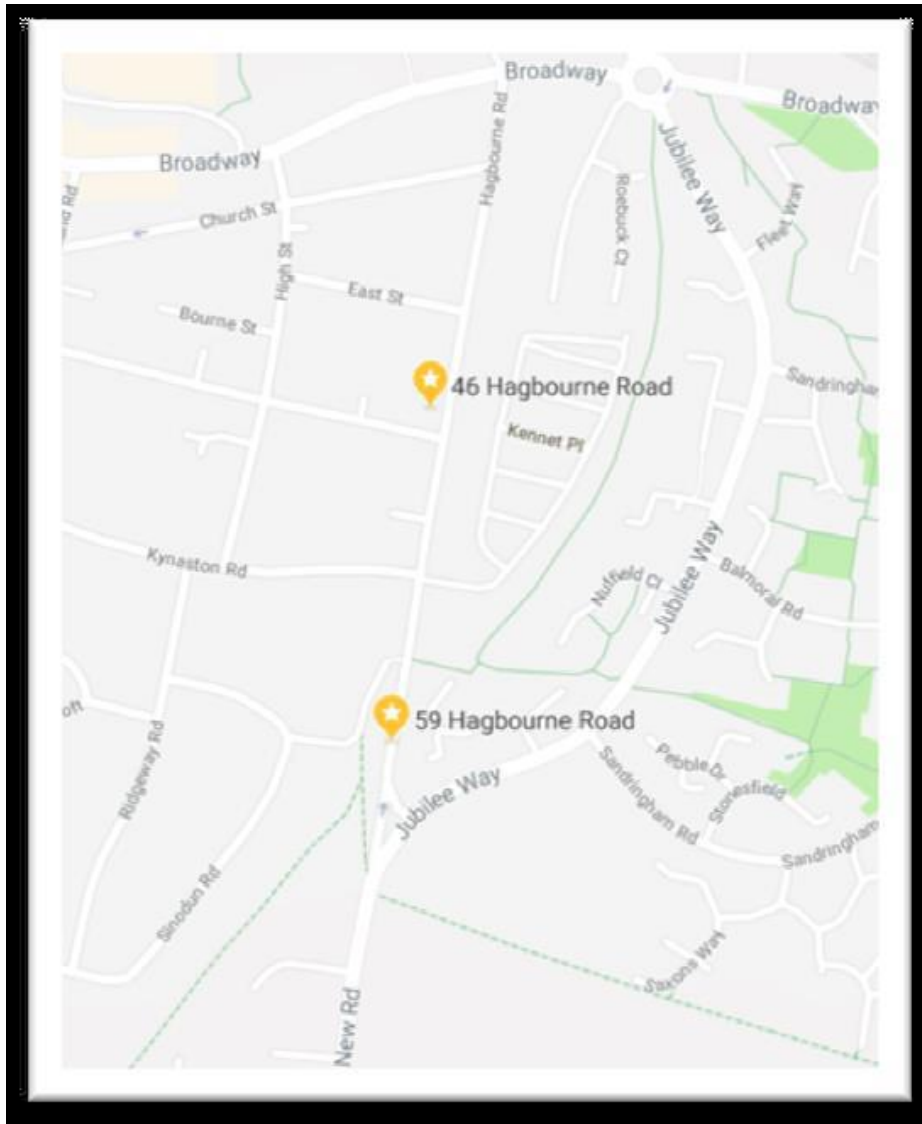 Broadway
Broadway
Hagbourne Rd
Broadway
Jubilee Way
Church St
Roebuck Ct
Fleet Way
High St
East St
Bourne St
46 Hagbourne Road
Sandringham
Kennet Pl
Kynaston Rd
Nuffield Cl
Jubilee Way
Balmoral Rd
59 Hagbourne Road
Ridgeway Rd
Pebble Dr
Stonesfield
Jubilee Way
Sandringham Rd
Sandringham
Sinodun Rd
Saxons Way
New Rd